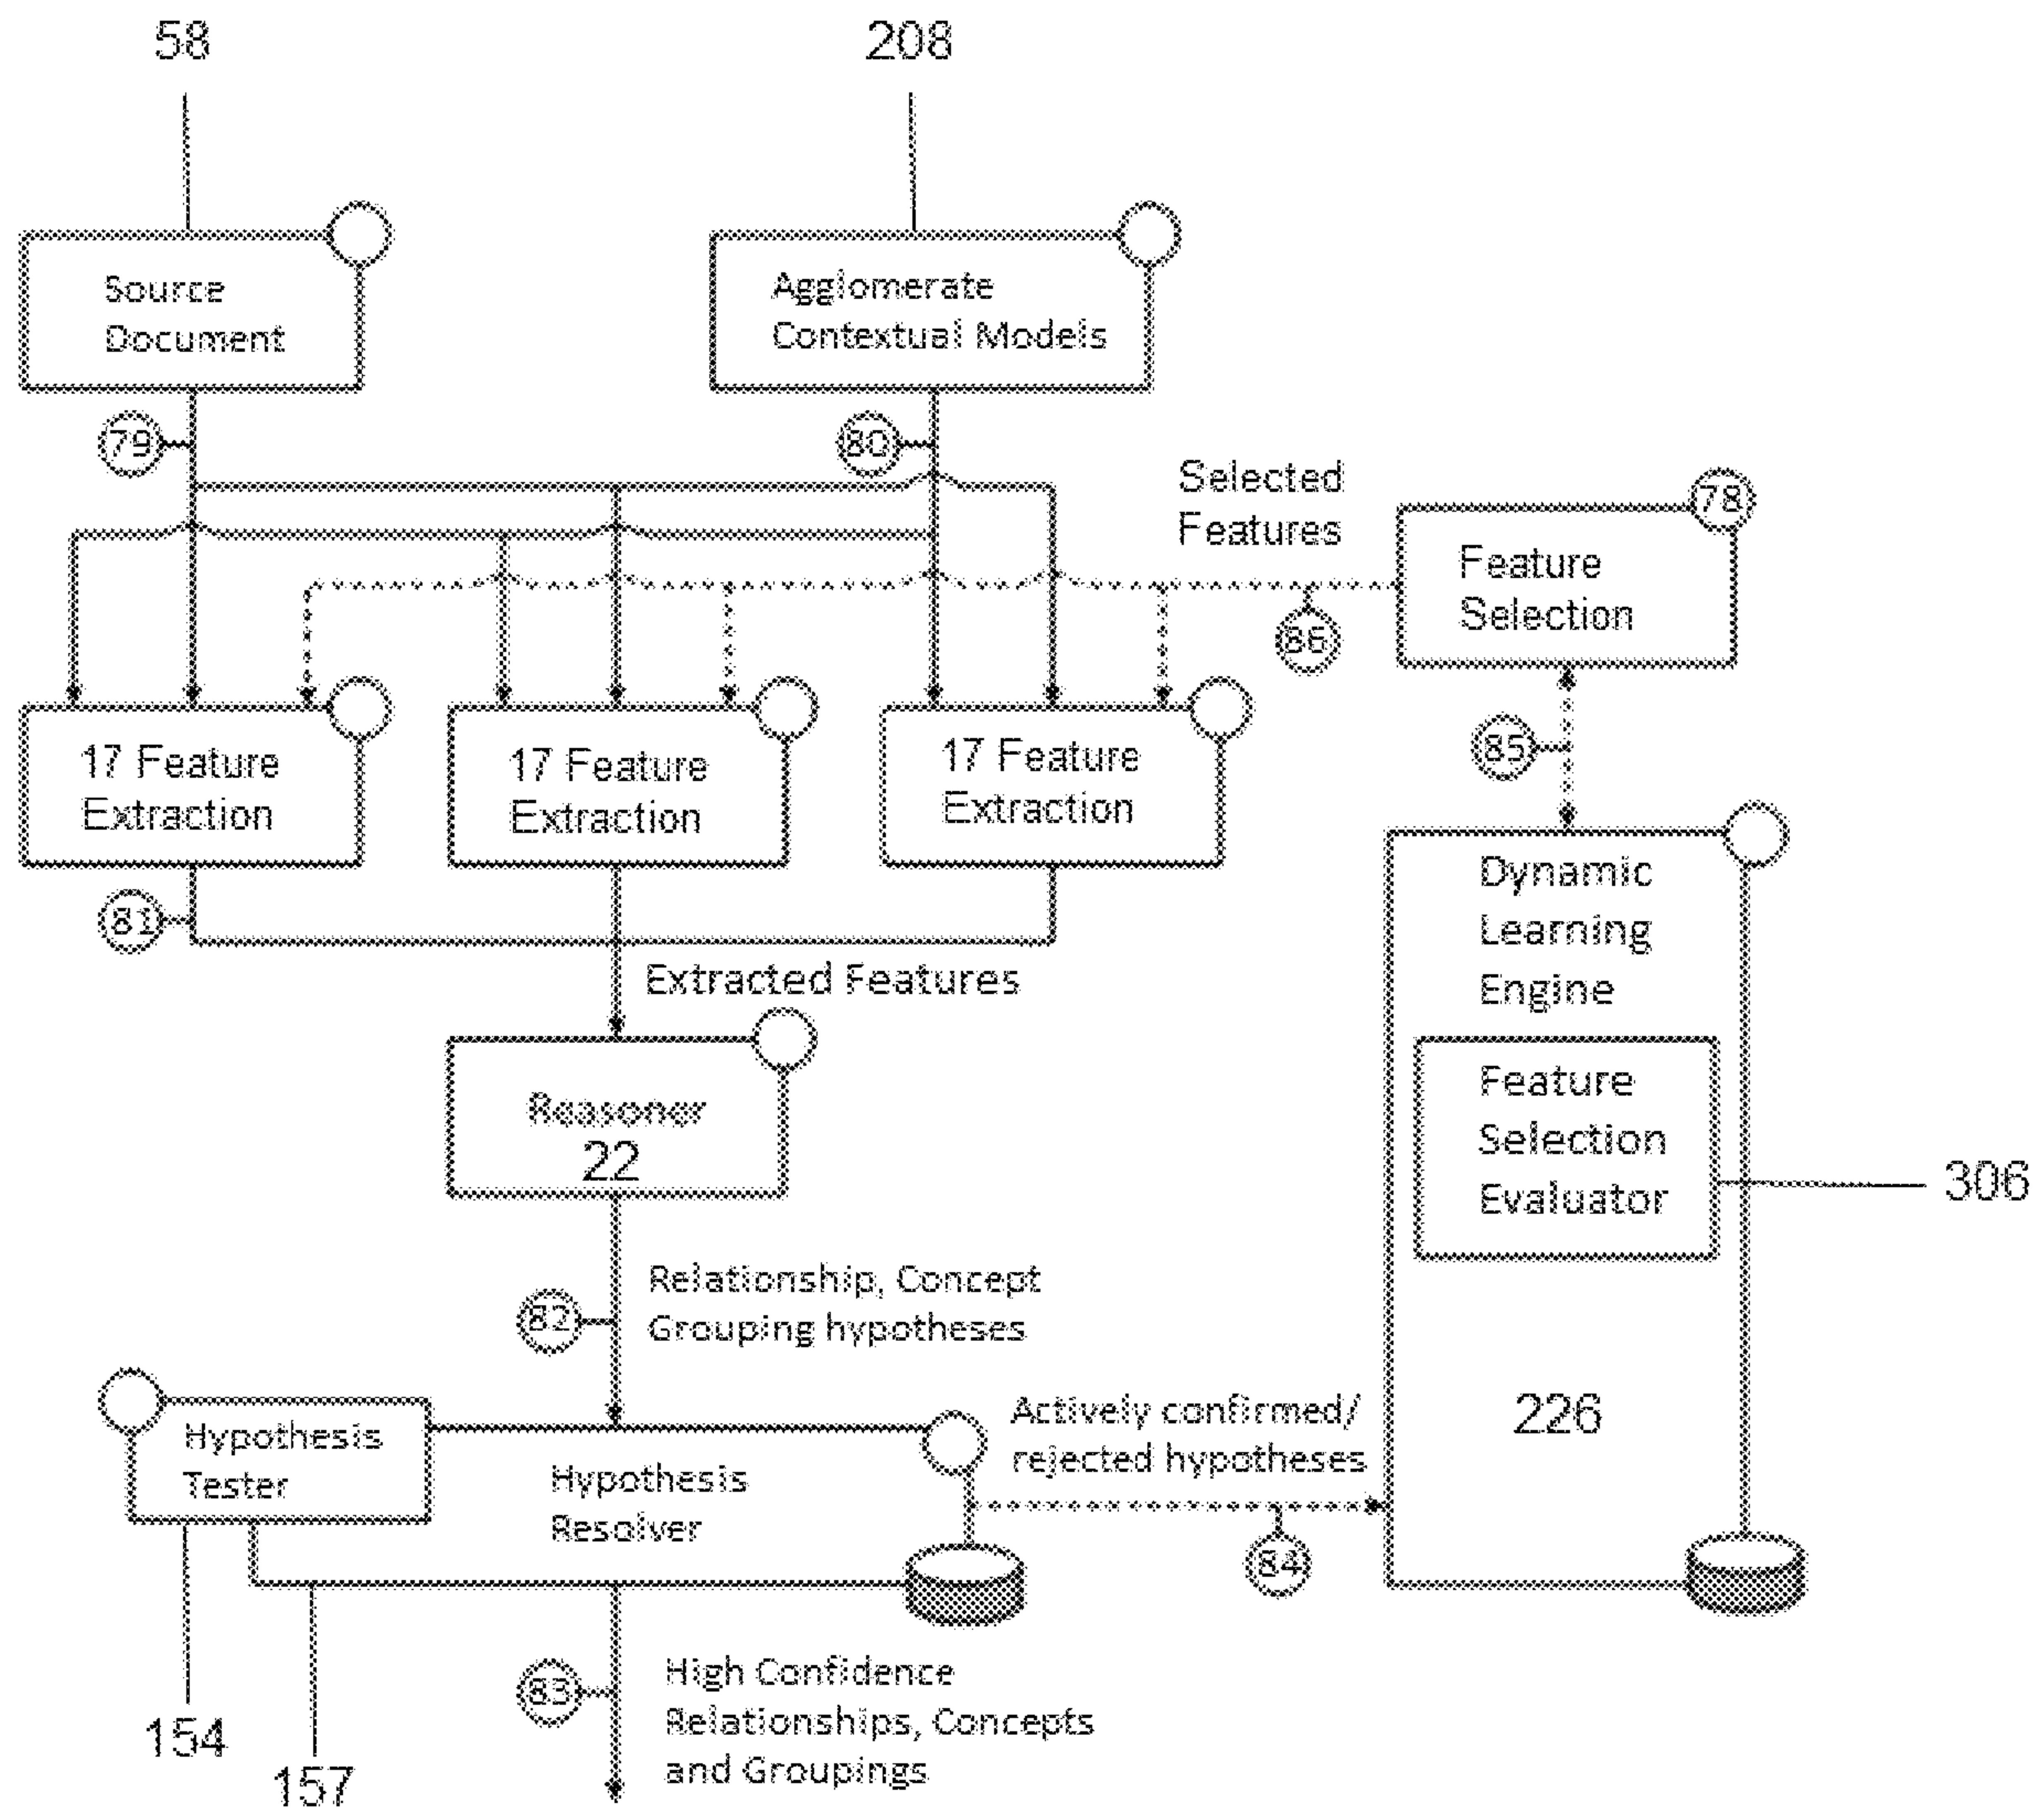 58
208
Source
Document
Agglomerate
Contextual Models
79
80
Selected
Features
78
Feature
Selection
86
17 Feature
Extraction
17 Feature
Extraction
17 Feature
Extraction
85
81
Extracted Features
Dynamic
Learning
Engine
Reasoner
22
Feature
Selection
Evaluator
306
82
Relationship, Concept
Grouping hypotheses
Hypothesis
Tester
Hypothesis
Resolver
Actively confirmed/
rejected hypotheses
226
84
83
High Confidence
Relationships, Concepts
and Groupings
154
157